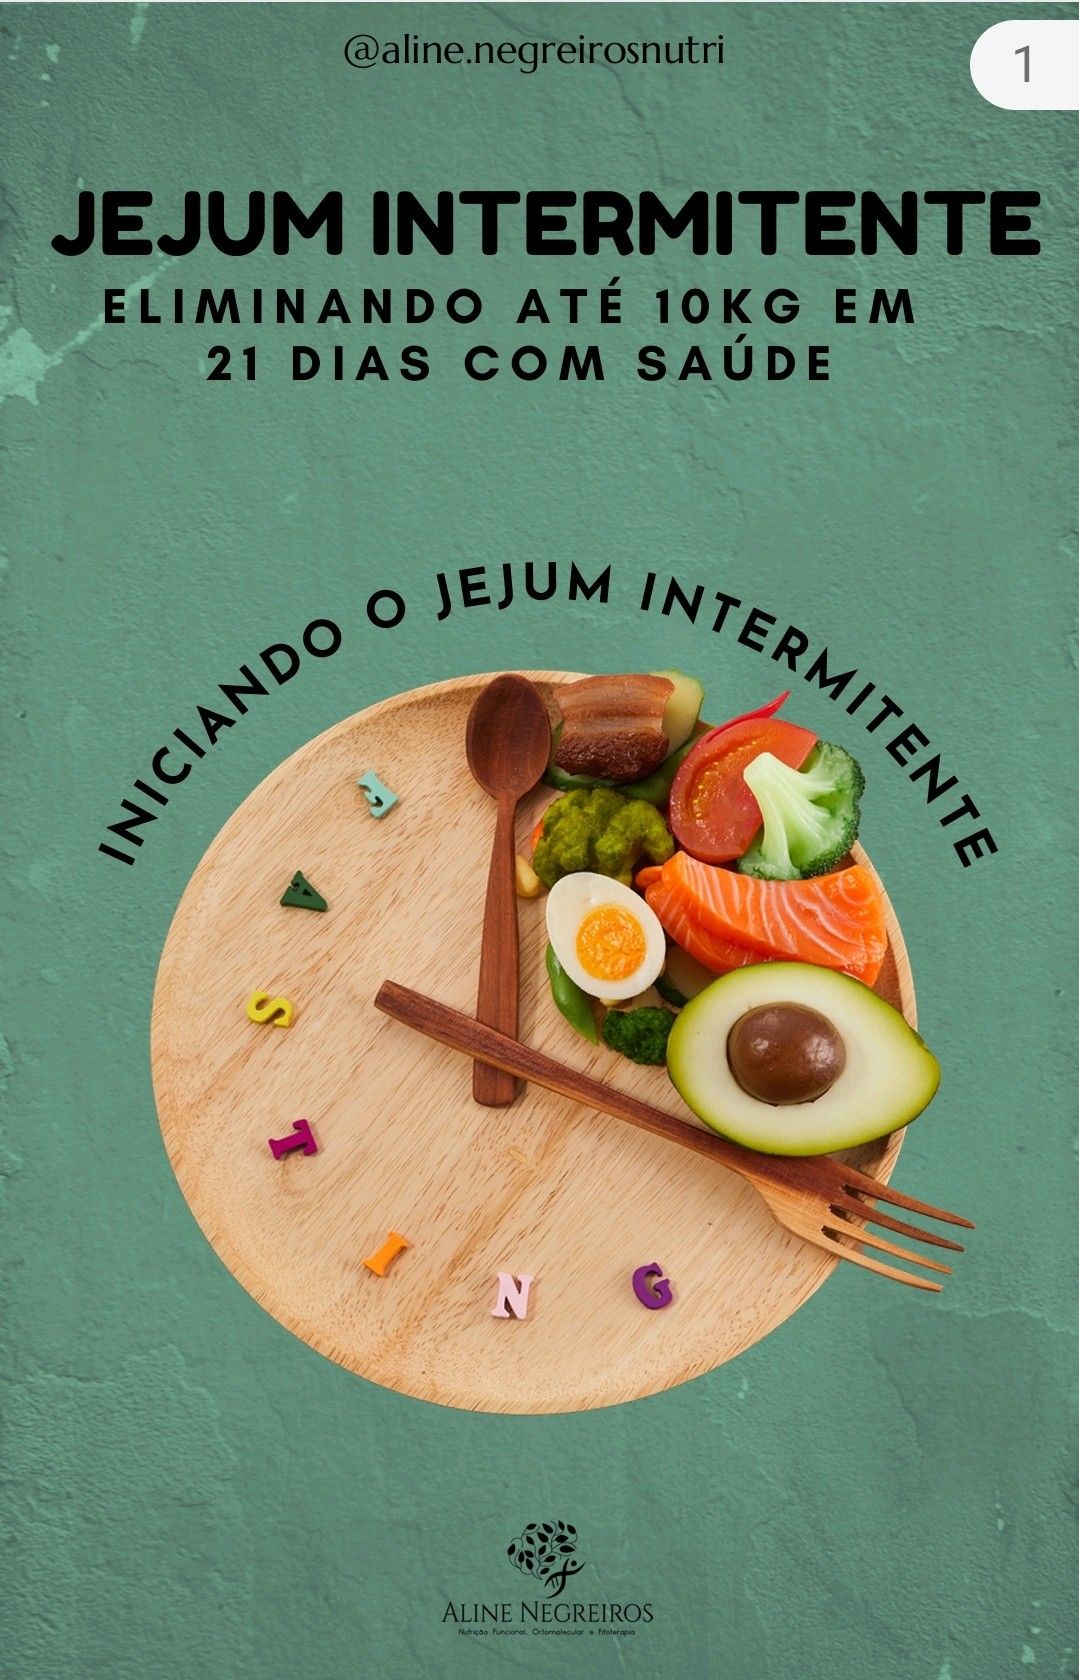 @aline.negreirosnutri
1
JEJUM INTERMITENTE
ELIMINANDO ATÉ 10KG EM
21 DIAS COM SAÚDE
INICIANDO O JEJUM INTERMITENTE
F
A
S
T
I
N
G
ALINE NEGREIROS
Nutrição Funcional, Ortomolecular e Fitoterapia